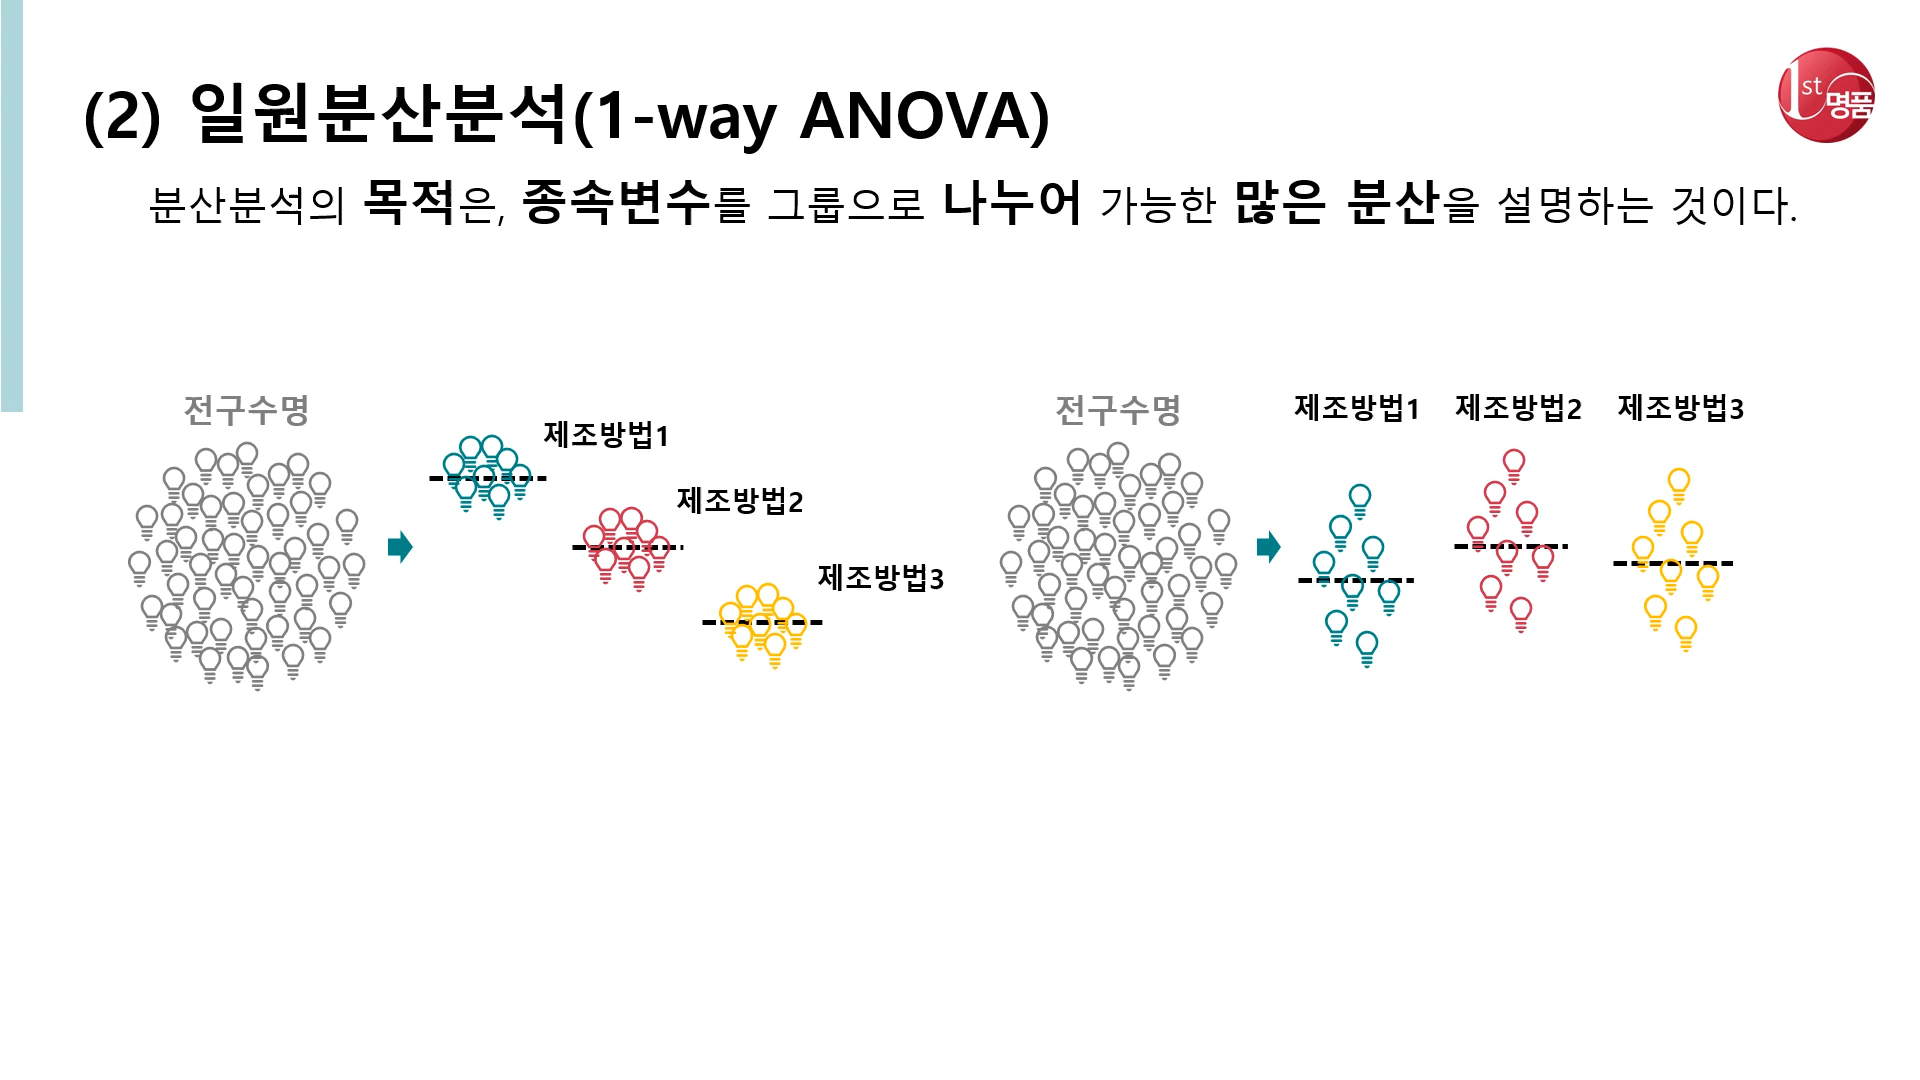 (2) 일원분산분석(1-way ANOVA)
1st 명품
분산분석의 목적은, 종속변수를 그룹으로 나누어 가능한 많은 분산을 설명하는 것이다.
전구수명
제조방법1
제조방법2
제조방법3
전구수명
제조방법1
제조방법2
제조방법3